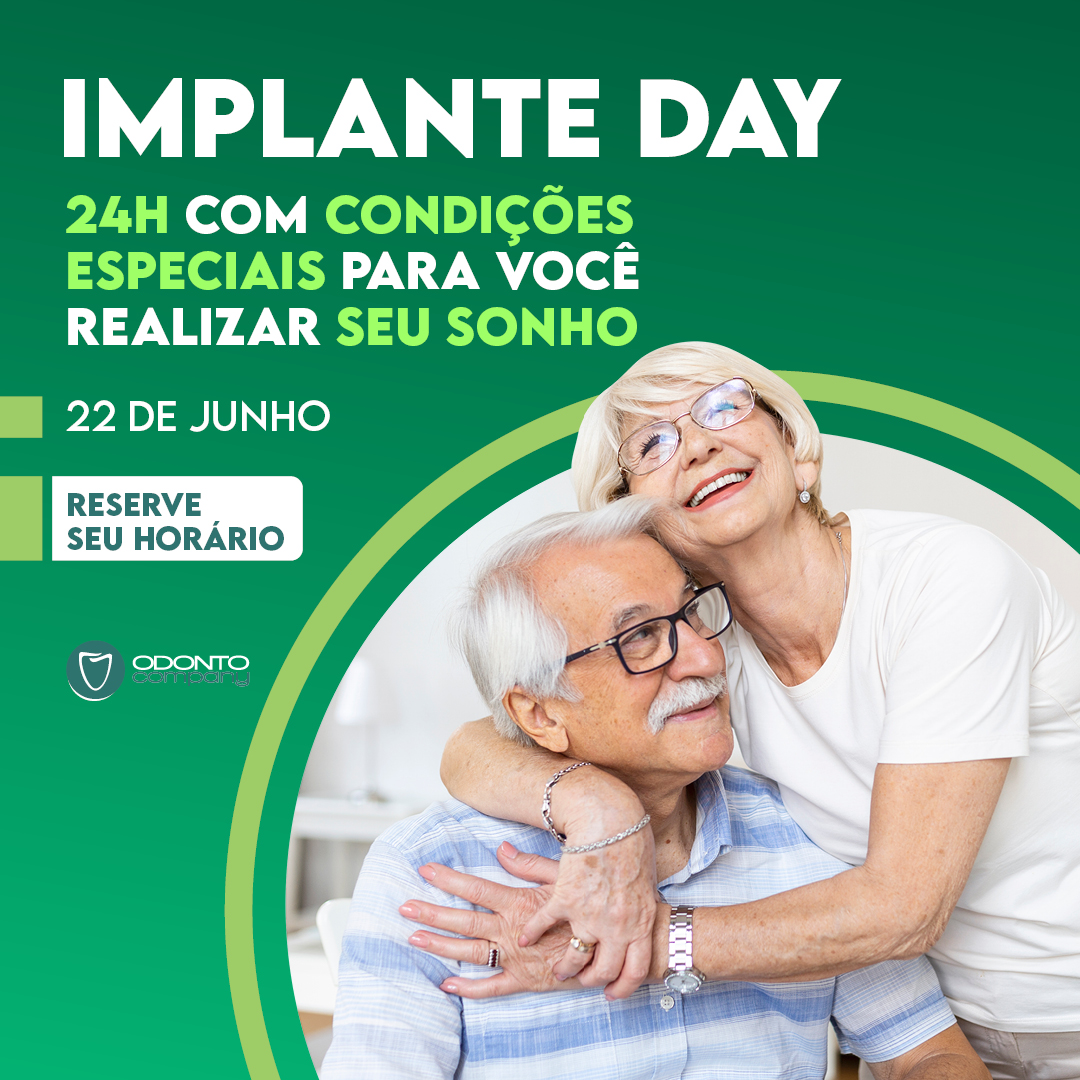 IMPLANTE DAY
24H COM CONDIÇÕES
ESPECIAIS PARA VOCÊ
REALIZAR SEU SONHO
22 DE JUNHO
RESERVE
SEU HORÁRIO
ODONTO
company